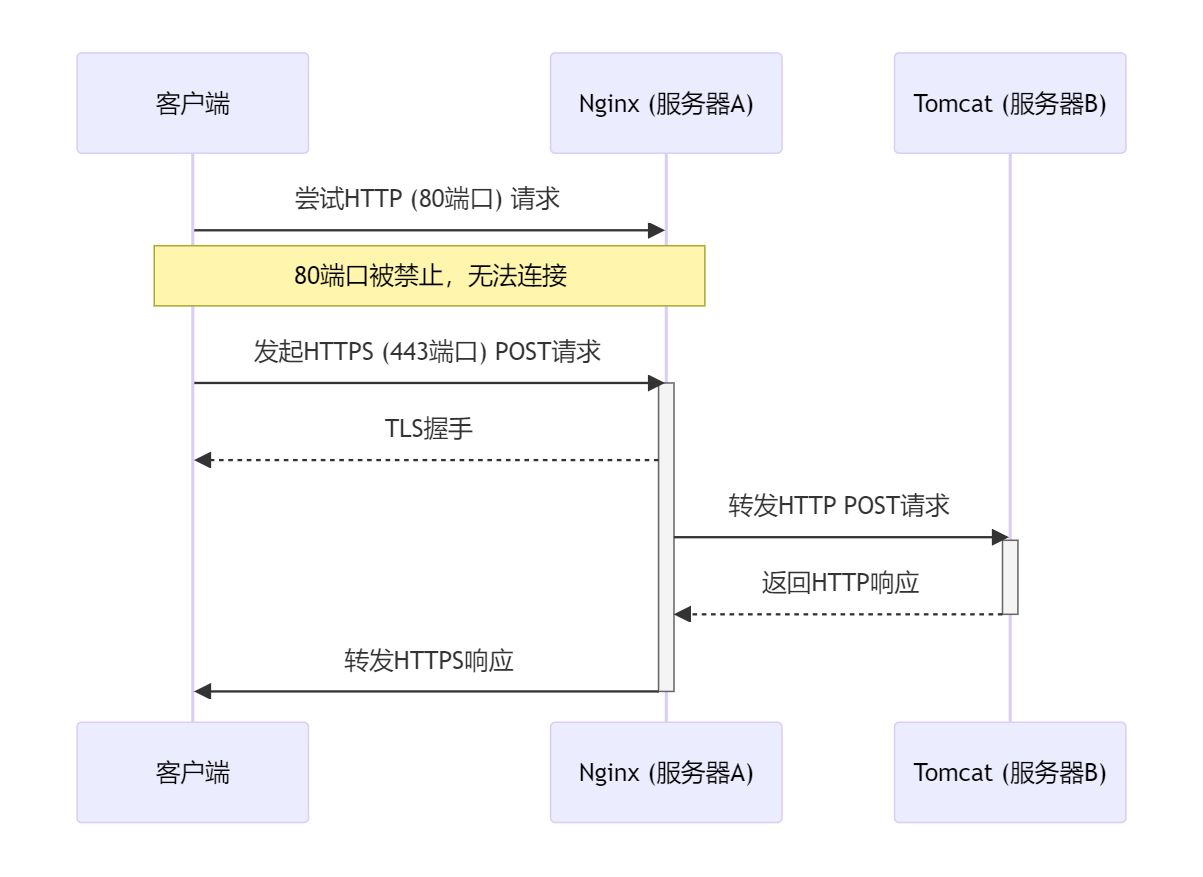 客户端
Nginx (服务器A)
Tomcat (服务器B)
尝试HTTP (80端口) 请求
80端口被禁止，无法连接
发起HTTPS (443端口) POST请求
TLS握手
转发HTTP POST请求
返回HTTP响应
转发HTTPS响应
客户端
Nginx (服务器A)
Tomcat (服务器B)